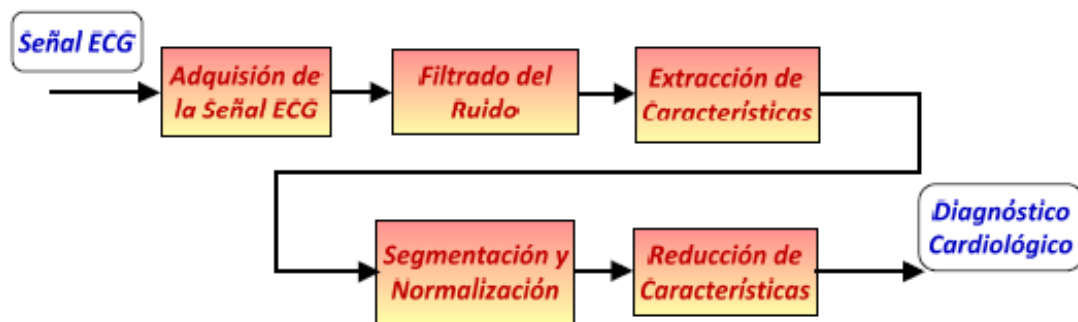 Señal ECG
Adquisión de
la Señal ECG
Filtrado del
Ruido
Extracción de
Características
Segmentación y
Normalización
Reducción de
Características
Diagnóstico
Cardiológico